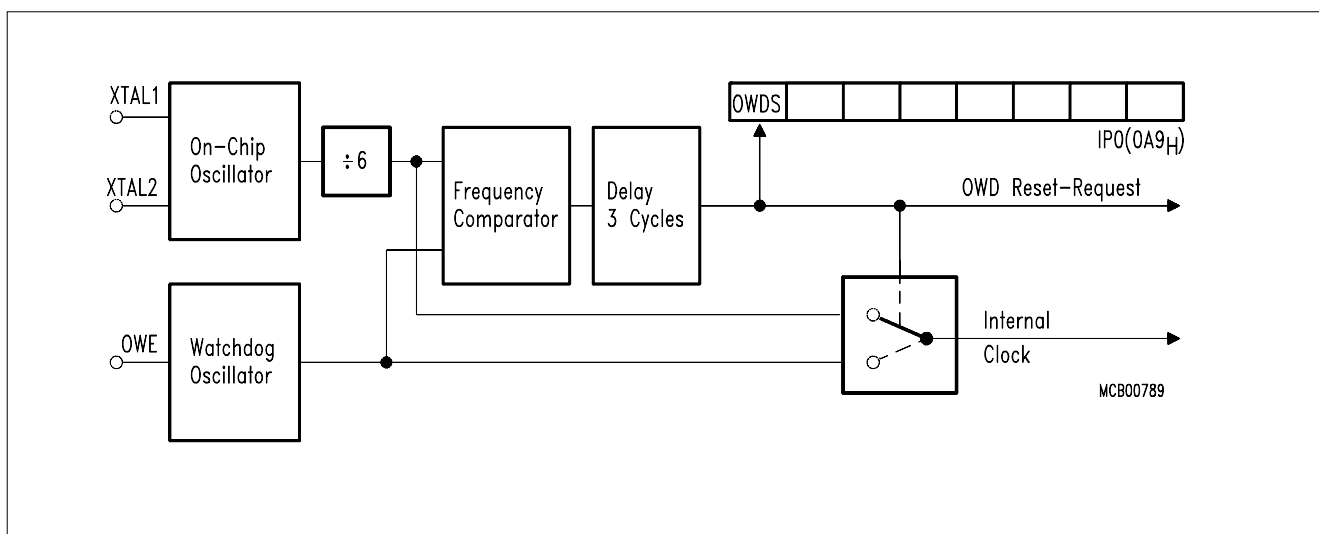 XTAL1
XTAL2
On-Chip
Oscillator
÷6
Frequency
Comparator
Delay
3 Cycles
OWDS
IP0(0A9H)
OWD Reset-Request
OWE
Watchdog
Oscillator
Internal
Clock
MCB00789